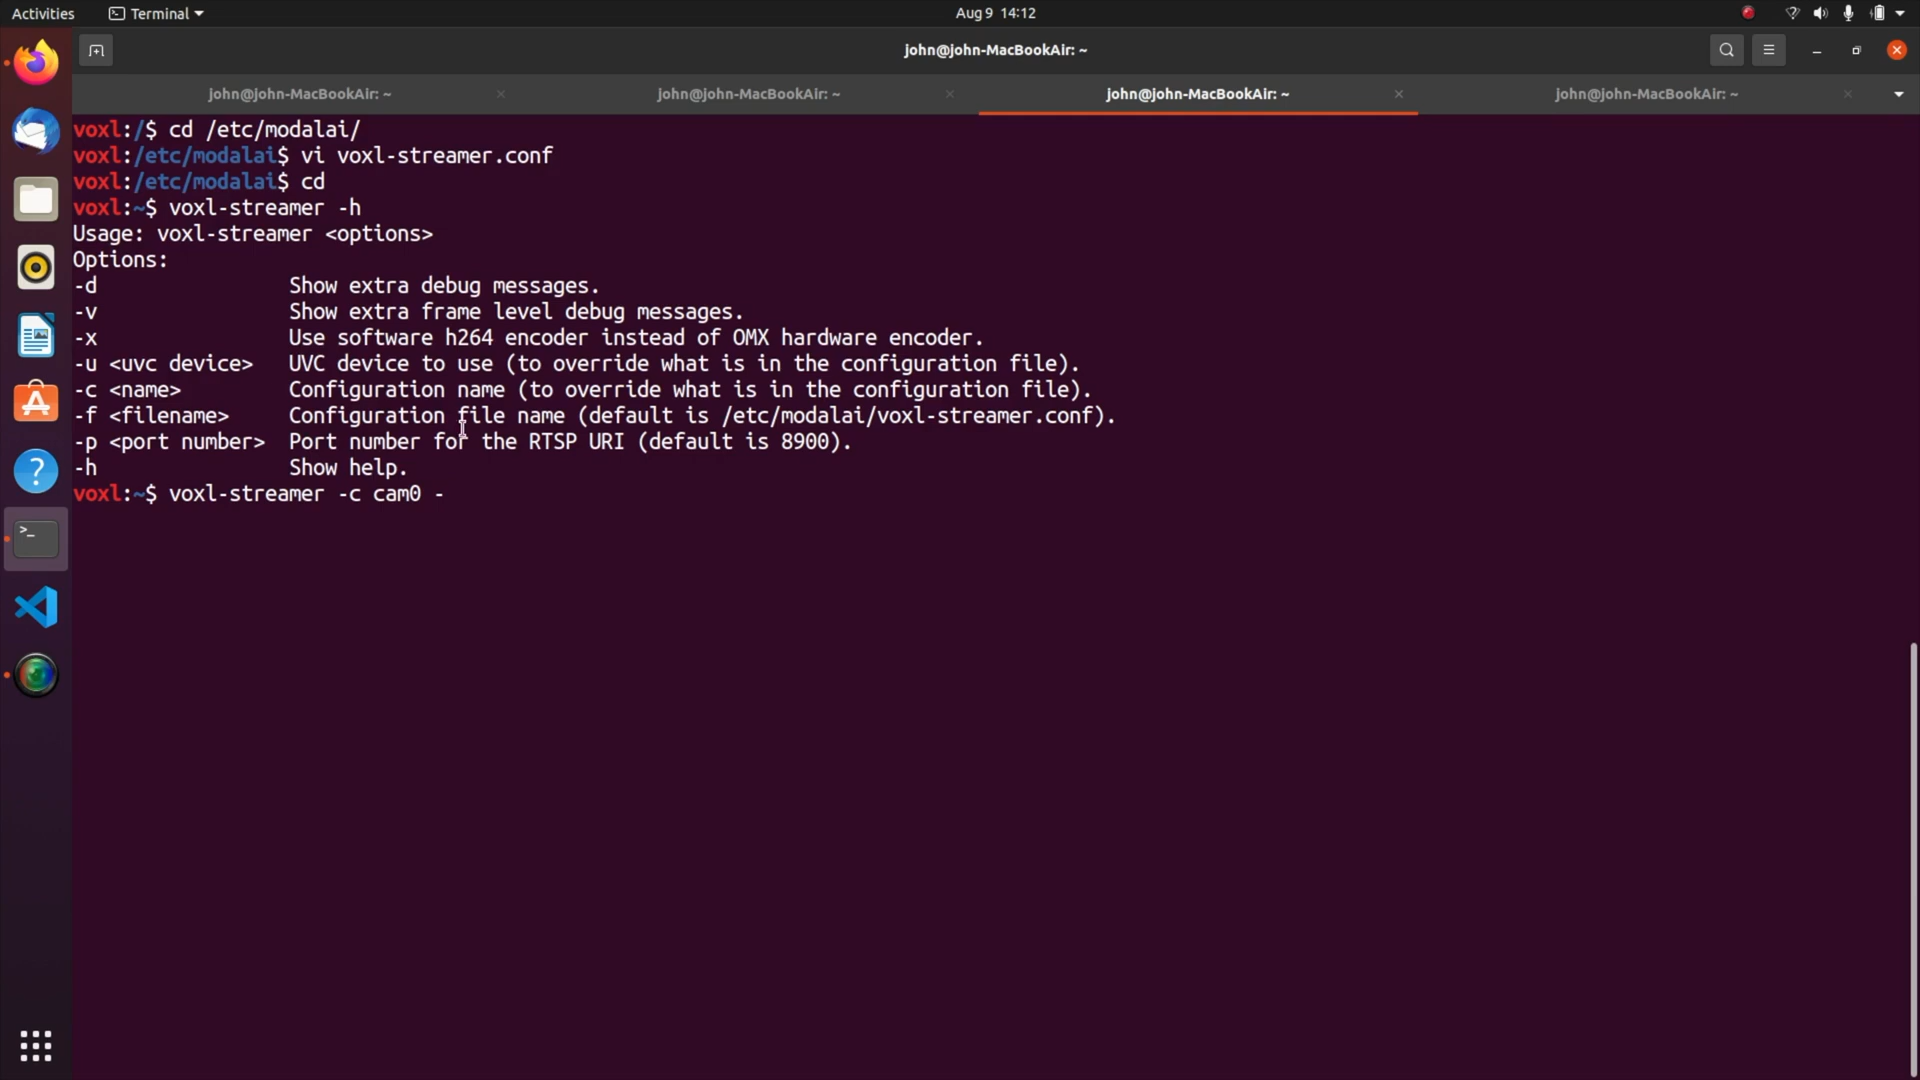 Activities
Terminal
Aug 9 14:12
john@john-MacBookAir: ~
john@john-MacBookAir: ~
john@john-MacBookAir: ~
john@john-MacBookAir: ~
john@john-MacBookAir: ~
voxl:/$ cd /etc/modalai/
voxl:/etc/modalai$ vi voxl-streamer.conf
voxl:/etc/modalai$ cd
voxl:~$ voxl-streamer -h
Usage: voxl-streamer <options>
Options:
-d Show extra debug messages.
-v Show extra frame level debug messages.
-x Use software h264 encoder instead of OMX hardware encoder.
-u <uvc device> UVC device to use (to override what is in the configuration file).
-c <name> Configuration name (to override what is in the configuration file).
-f <filename> Configuration file name (default is /etc/modalai/voxl-streamer.conf).
-p <port number> Port number for the RTSP URI (default is 8900).
-h Show help.
voxl:~$ voxl-streamer -c cam0 -